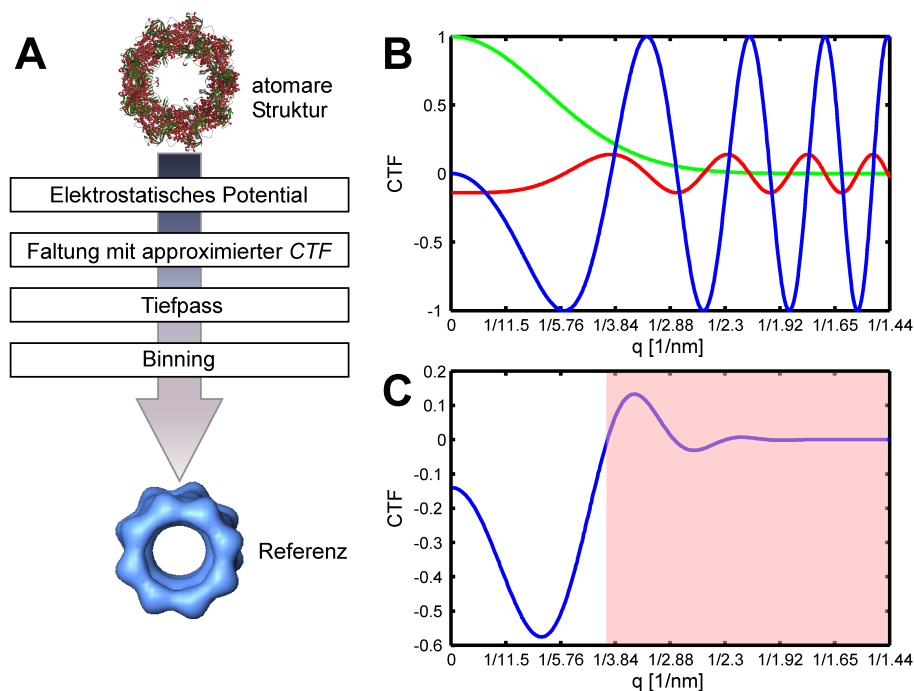 A
atomare
Struktur
Elektrostatisches Potential
Faltung mit approximierter CTF
Tiefpass
Binning
Referenz
B
1
0.5
0
-0.5
-1
CTF
0 1/11.5 1/5.76 1/3.84 1/2.88 1/2.3 1/1.92 1/1.65 1/1.44
q [1/nm]
C
0.2
0.1
0
-0.1
-0.2
-0.3
-0.4
-0.5
-0.6
CTF
0 1/11.5 1/5.76 1/3.84 1/2.88 1/2.3 1/1.92 1/1.65 1/1.44
q [1/nm]